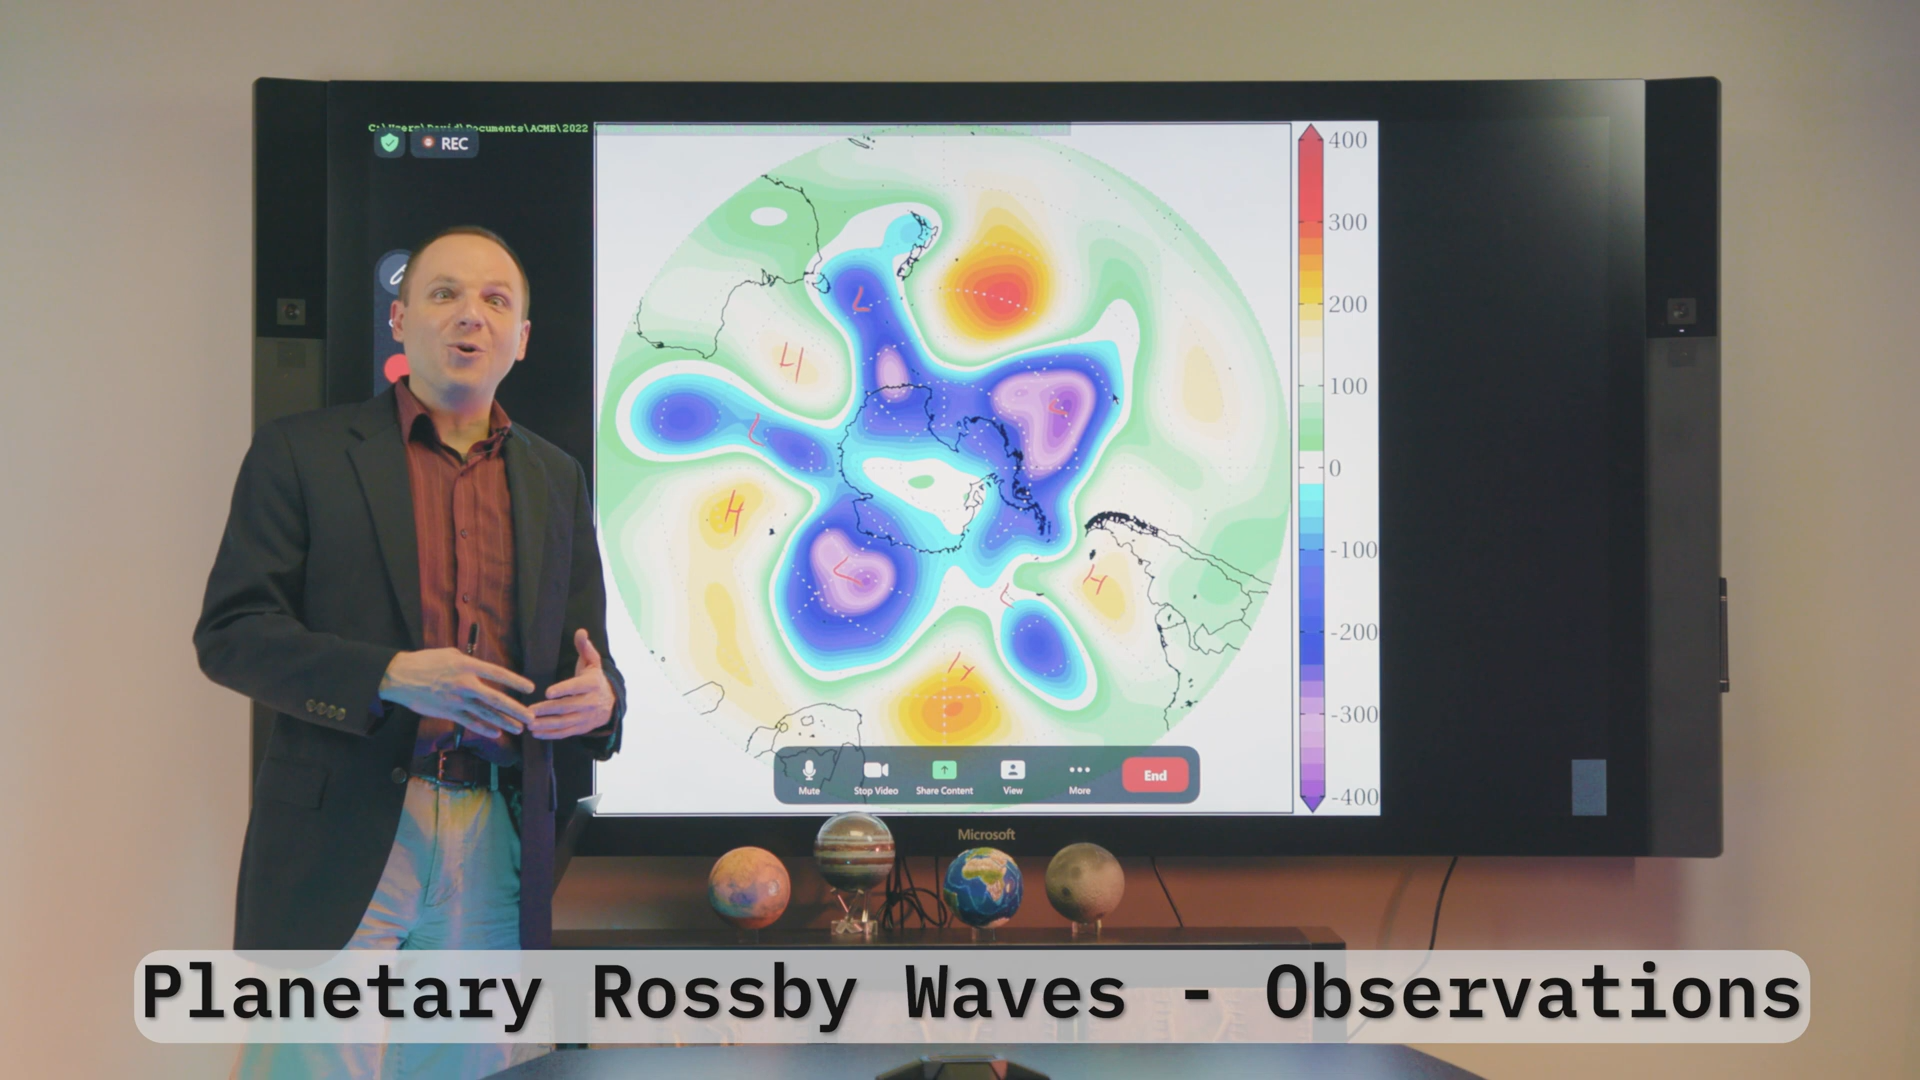 C:\Users\David\Documents\ACME\2022
REC
400
300
200
100
0
-100
-200
-300
-400
L
H
L
L
H
L
L
H
H
Mute
Stop Video
Share Content
View
More
End
Microsoft
Planetary Rossby Waves - Observations